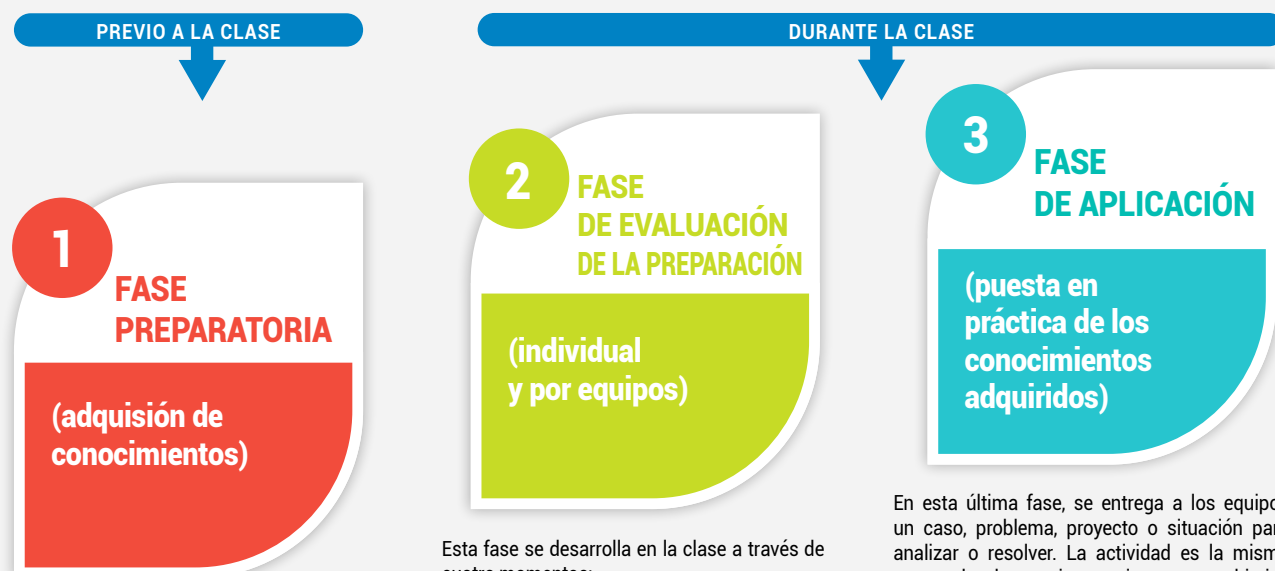 PREVIO A LA CLASE
DURANTE LA CLASE
1
FASE
PREPARATORIA
(adquisión de
conocimientos)
2
FASE
DE EVALUACIÓN
DE LA PREPARACIÓN
(individual
y por equipos)
Esta fase se desarrolla en la clase a través de
3
FASE
DE APLICACIÓN
(puesta en
práctica de los
conocimientos
adquiridos)
En esta última fase, se entrega a los
un caso, problema, proyecto o situación
analizar o resolver. La actividad es la